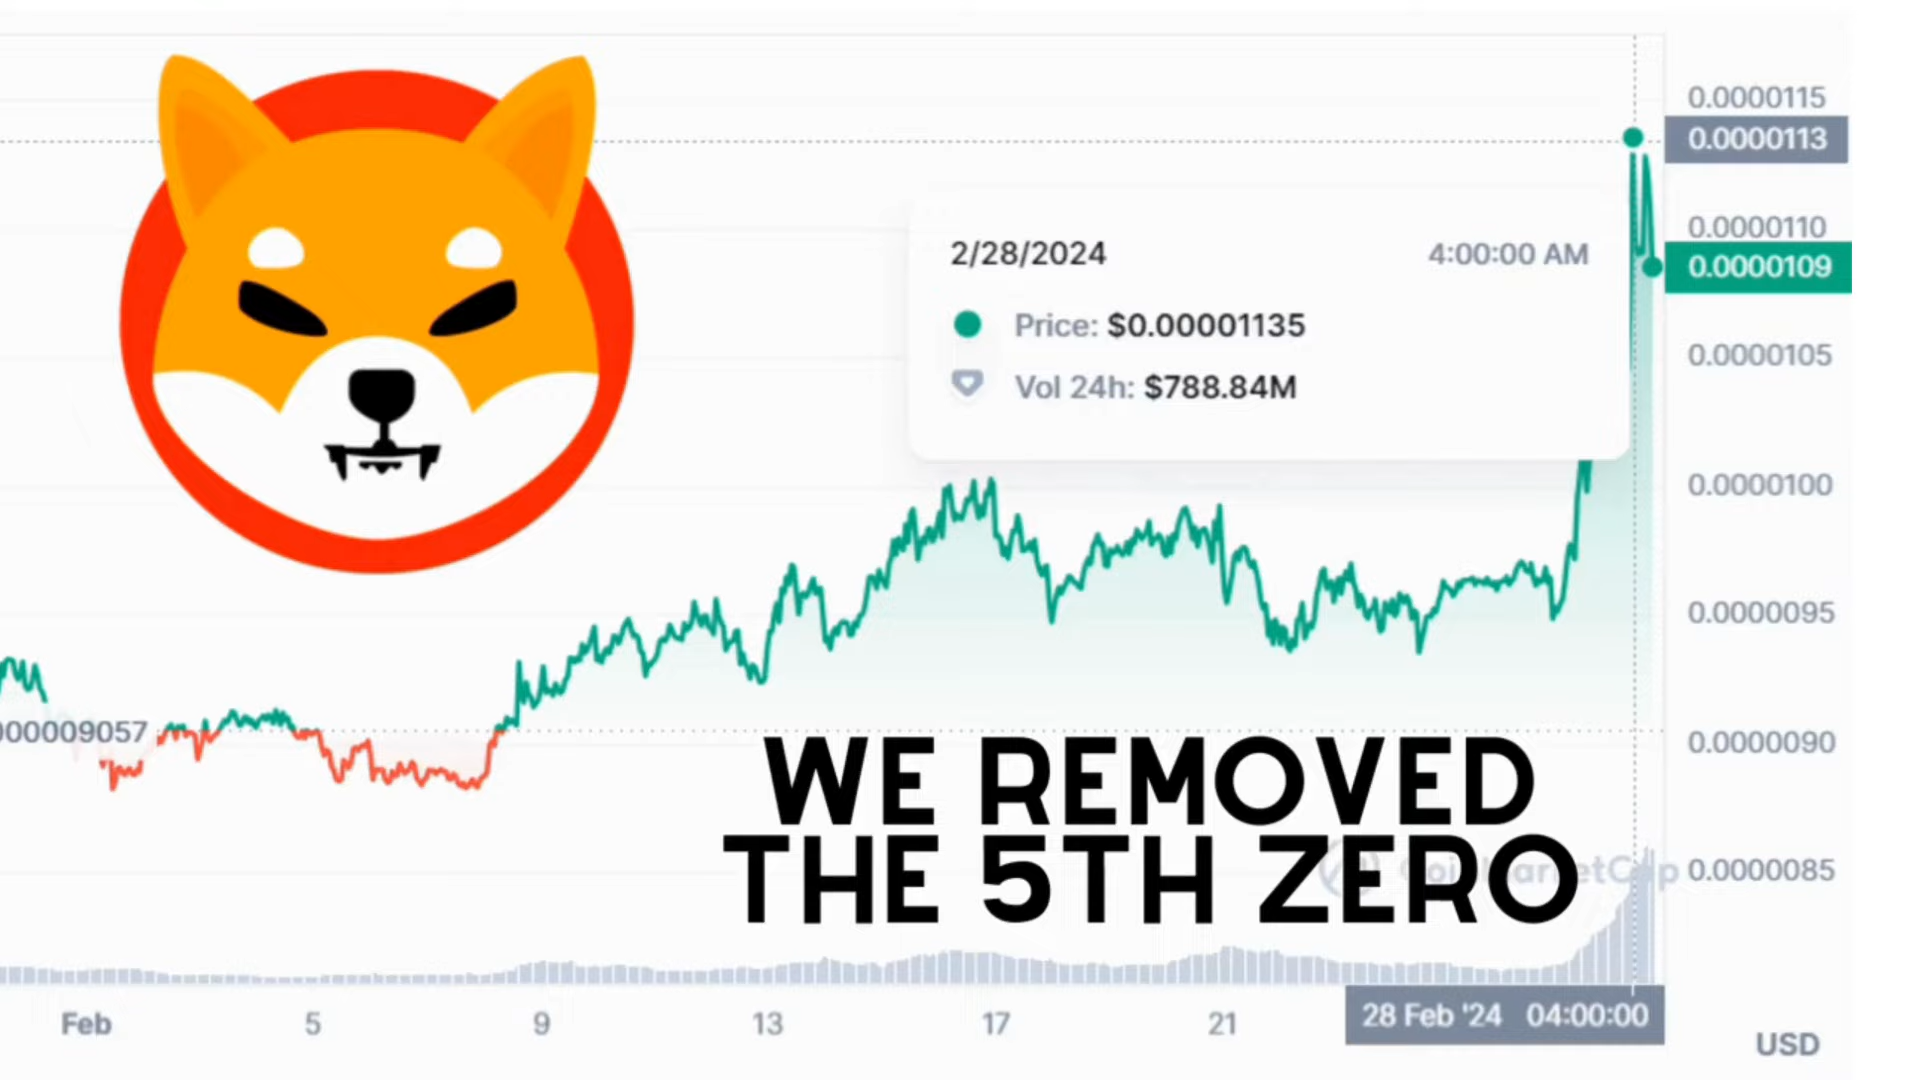 0.0000115
0.0000113
0.0000110
0.0000109
2/28/2024 4:00:00 AM
Price: $0.00001135
Vol 24h: $788.84M
0.0000105
0.0000100
0.0000095
000009057
0.0000090
WE REMOVED
THE 5TH ZERO
CoinMarketCap
0.0000085
Feb 5 9 13 17 21 28 Feb '24 04:00:00
USD